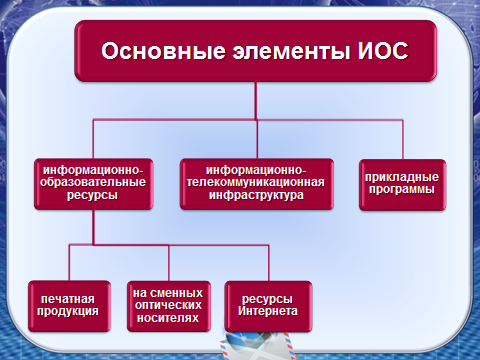 Основные элементы ИОС
информационно-
образовательные
ресурсы
информационно-
телекоммуникационная
инфраструктура
прикладные
программы
печатная
продукция
на сменных
оптических
носителях
ресурсы
Интернета